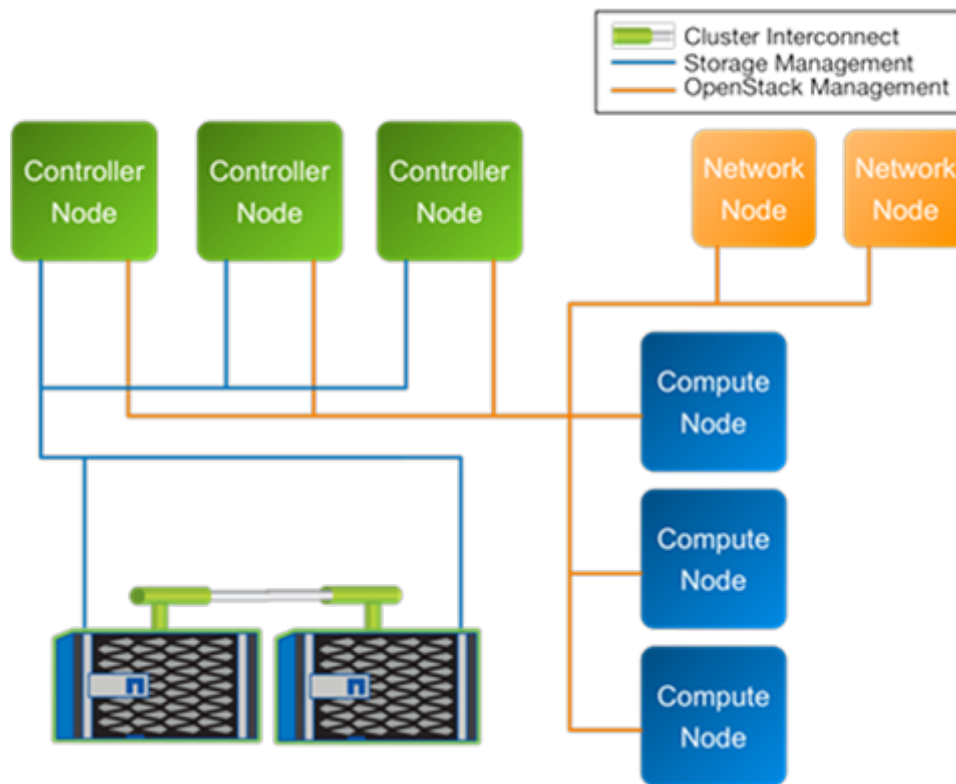 Cluster Interconnect
Storage Management
OpenStack Management
Controller
Node
Controller
Node
Controller
Node
Network
Node
Network
Node
Compute
Node
Compute
Node
Compute
Node